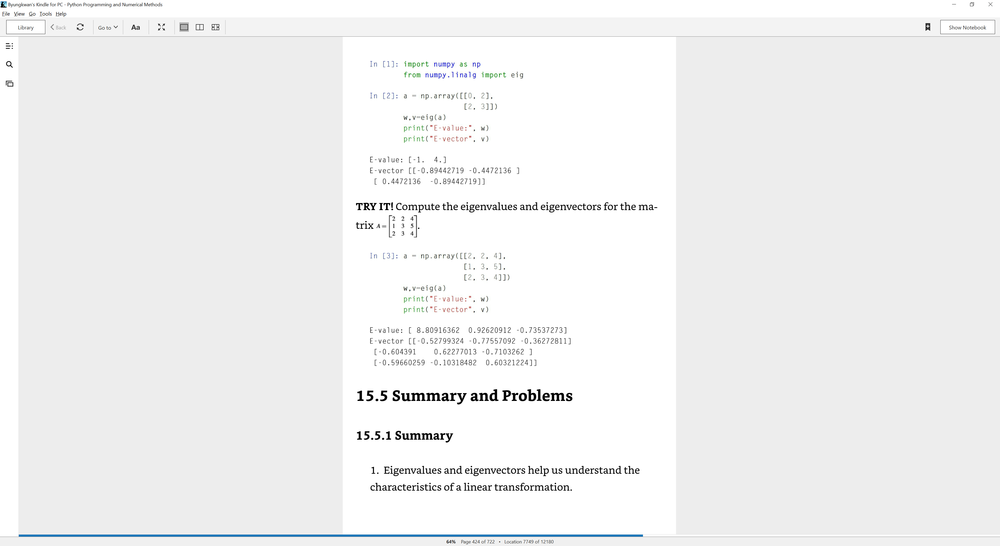 Byungkwan's Kindle for PC - Python Programming and Numerical Methods
File View Go Tools Help
Library Back Go to Aa Show Notebook
In [1]: import numpy as np
from numpy.linalg import eig
In [2]: a = np.array([[0, 2],
[2, 3]])
w,v=eig(a)
print("E-value:", w)
print("E-vector", v)
E-value: [-1. 4.]
E-vector [[-0.89442719 -0.4472136 ]
[ 0.4472136 -0.89442719]]
TRY IT! Compute the eigenvalues and eigenvectors for the ma-
trix A = [2 2 4
1 3 5
2 3 4].
In [3]: a = np.array([[2, 2, 4],
[1, 3, 5],
[2, 3, 4]])
w,v=eig(a)
print("E-value:", w)
print("E-vector", v)
E-value: [ 8.80916362 0.92620912 -0.73537273]
E-vector [[-0.52799324 -0.77557092 -0.36272811]
[-0.604391 0.62277013 -0.7103262 ]
[-0.59660259 -0.10318482 0.60321224]]
15.5 Summary and Problems
15.5.1 Summary
1. Eigenvalues and eigenvectors help us understand the
characteristics of a linear transformation.
64% Page 424 of 722 • Location 7749 of 12180